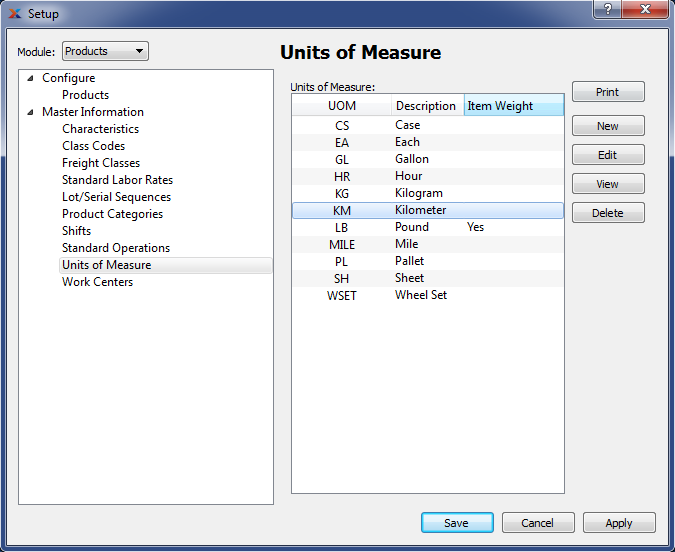 Setup
?
X
Module: Products
Units of Measure
Configure
Products
Master Information
Characteristics
Class Codes
Freight Classes
Standard Labor Rates
Lot/Serial Sequences
Product Categories
Shifts
Standard Operations
Units of Measure
Work Centers
Units of Measure:
UOM Description Item Weight
CS Case
EA Each
GL Gallon
HR Hour
KG Kilogram
KM Kilometer
LB Pound Yes
MILE Mile
PL Pallet
SH Sheet
WSET Wheel Set
Print
New
Edit
View
Delete
Save Cancel Apply